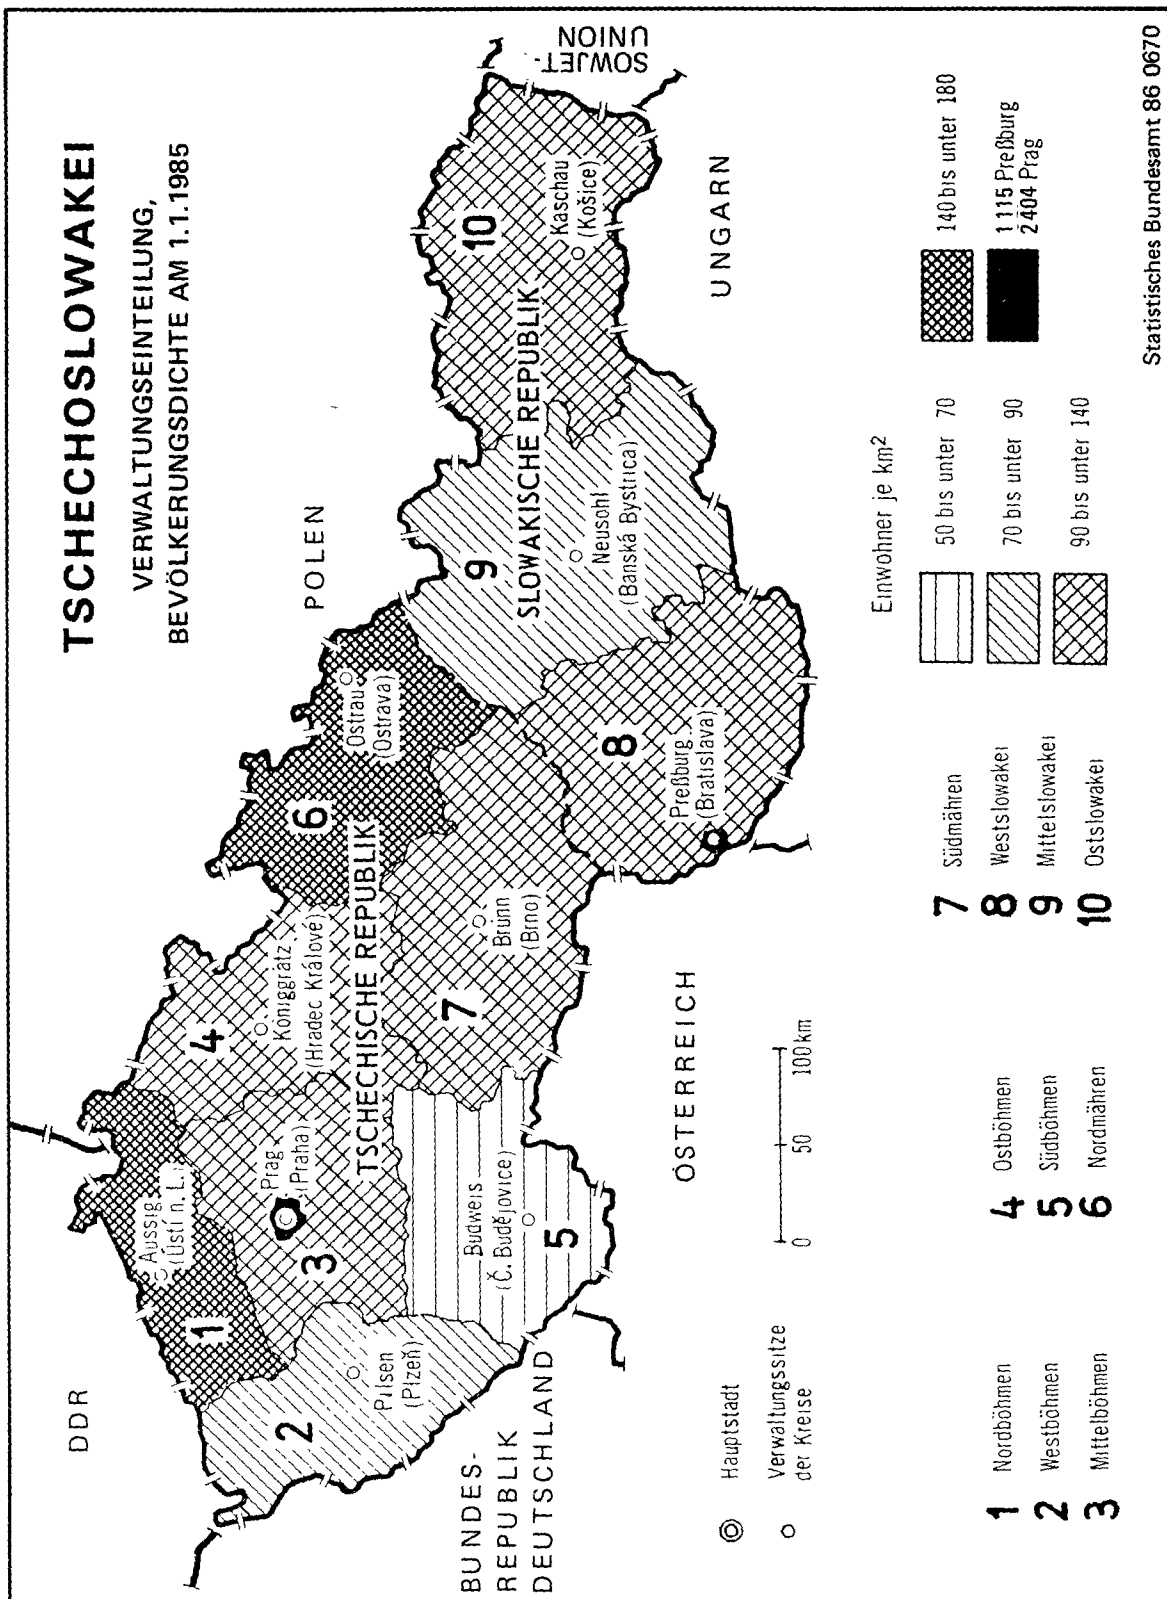 TSCHECHOSLOWAKEI
VERWALTUNGSEINTEILUNG,
BEVÖLKERUNGSDICHTE AM 1.1.1985
DDR
POLEN
SOWJET-
UNION
BUNDES-
REPUBLIK
DEUTSCHLAND
ÖSTERREICH
UNGARN
TSCHECHISCHE REPUBLIK
SLOWAKISCHE REPUBLIK
1
Aussig
(Ústí n. L.)
2
Pilsen
(Plzeň)
3
Prag
(Praha)
4
Königgrätz
(Hradec Králové)
5
Budweis
(Č. Budějovice)
6
Ostrau
(Ostrava)
7
Brünn
(Brno)
8
Preßburg
(Bratislava)
9
Neusohl
(Banská Bystrica)
10
Kaschau
(Košice)
Hauptstadt
Verwaltungssitze
der Kreise
0 50 100 km
1 Nordböhmen
2 Westböhmen
3 Mittelböhmen
4 Ostböhmen
5 Südböhmen
6 Nordmähren
7 Südmähren
8 Westslowakei
9 Mittelslowakei
10 Ostslowakei
Einwohner je km²
50 bis unter 70
70 bis unter 90
90 bis unter 140
140 bis unter 180
1115 Preßburg
2404 Prag
Statistisches Bundesamt 86 0670